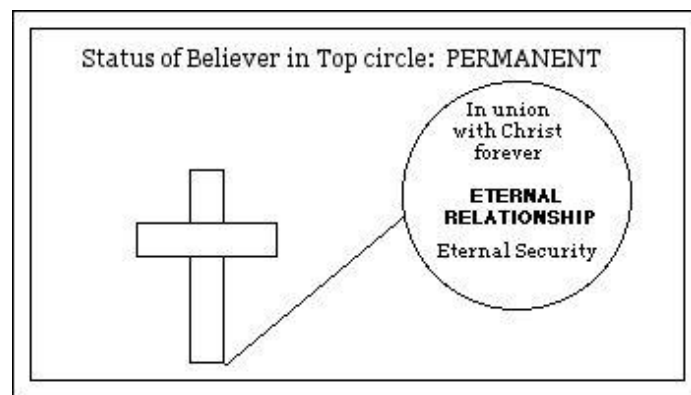 Status of Believer in Top circle: PERMANENT
In union
with Christ
forever
ETERNAL
RELATIONSHIP
Eternal Security